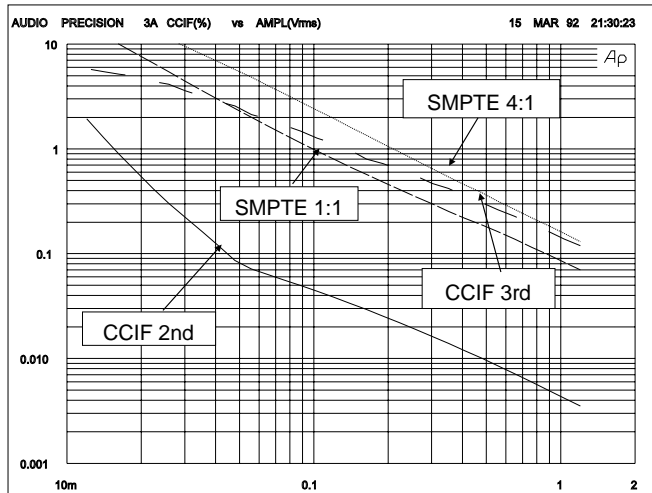 AUDIO PRECISION 3A CCIF(%) vs AMPL(Vrms) 15 MAR 92 21:30:23
10
Ap
SMPTE 4:1
1
SMPTE 1:1
0.1
CCIF 3rd
CCIF 2nd
0.010
0.001
10m 0.1 1 2